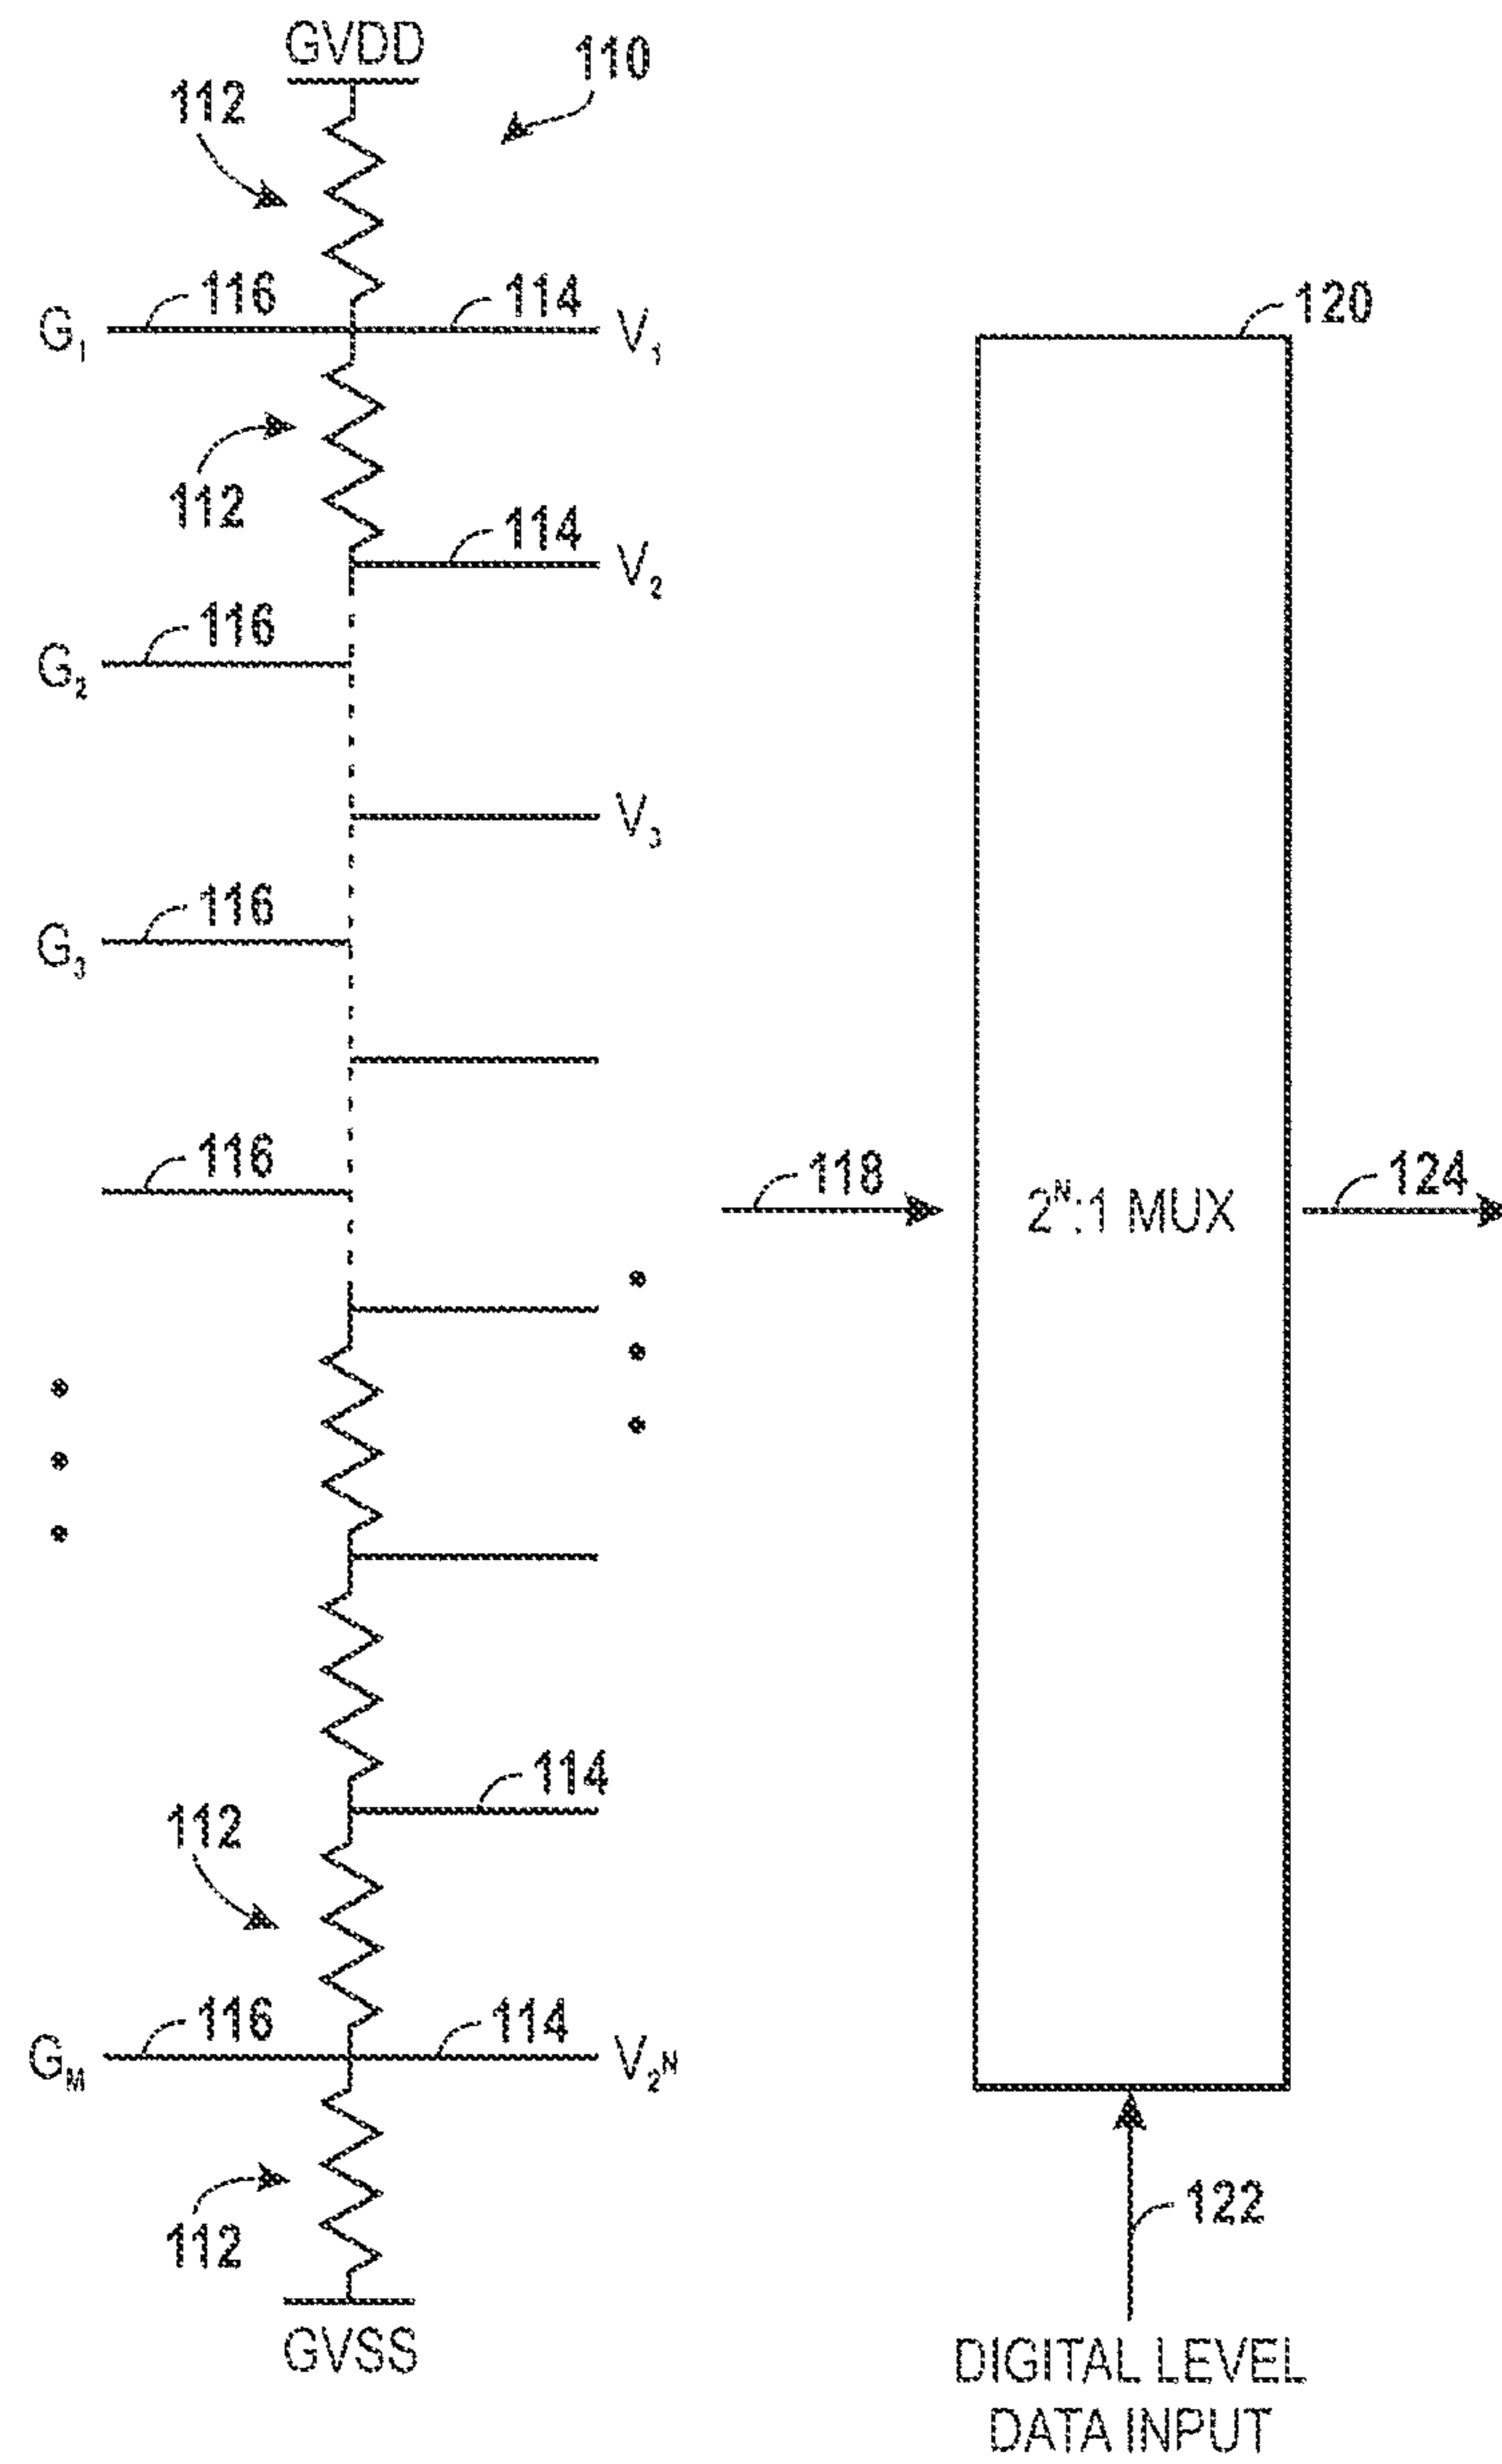 GVDD
110
112
G₁ 116 114 V₁
120
112
114 V₂
G₂ 116
V₃
G₃ 116
116
118
2ᴺ:1 MUX
124
114
112
G_M 116 114 V₂ᴺ
112
122
GVSS
DIGITAL LEVEL
DATA INPUT